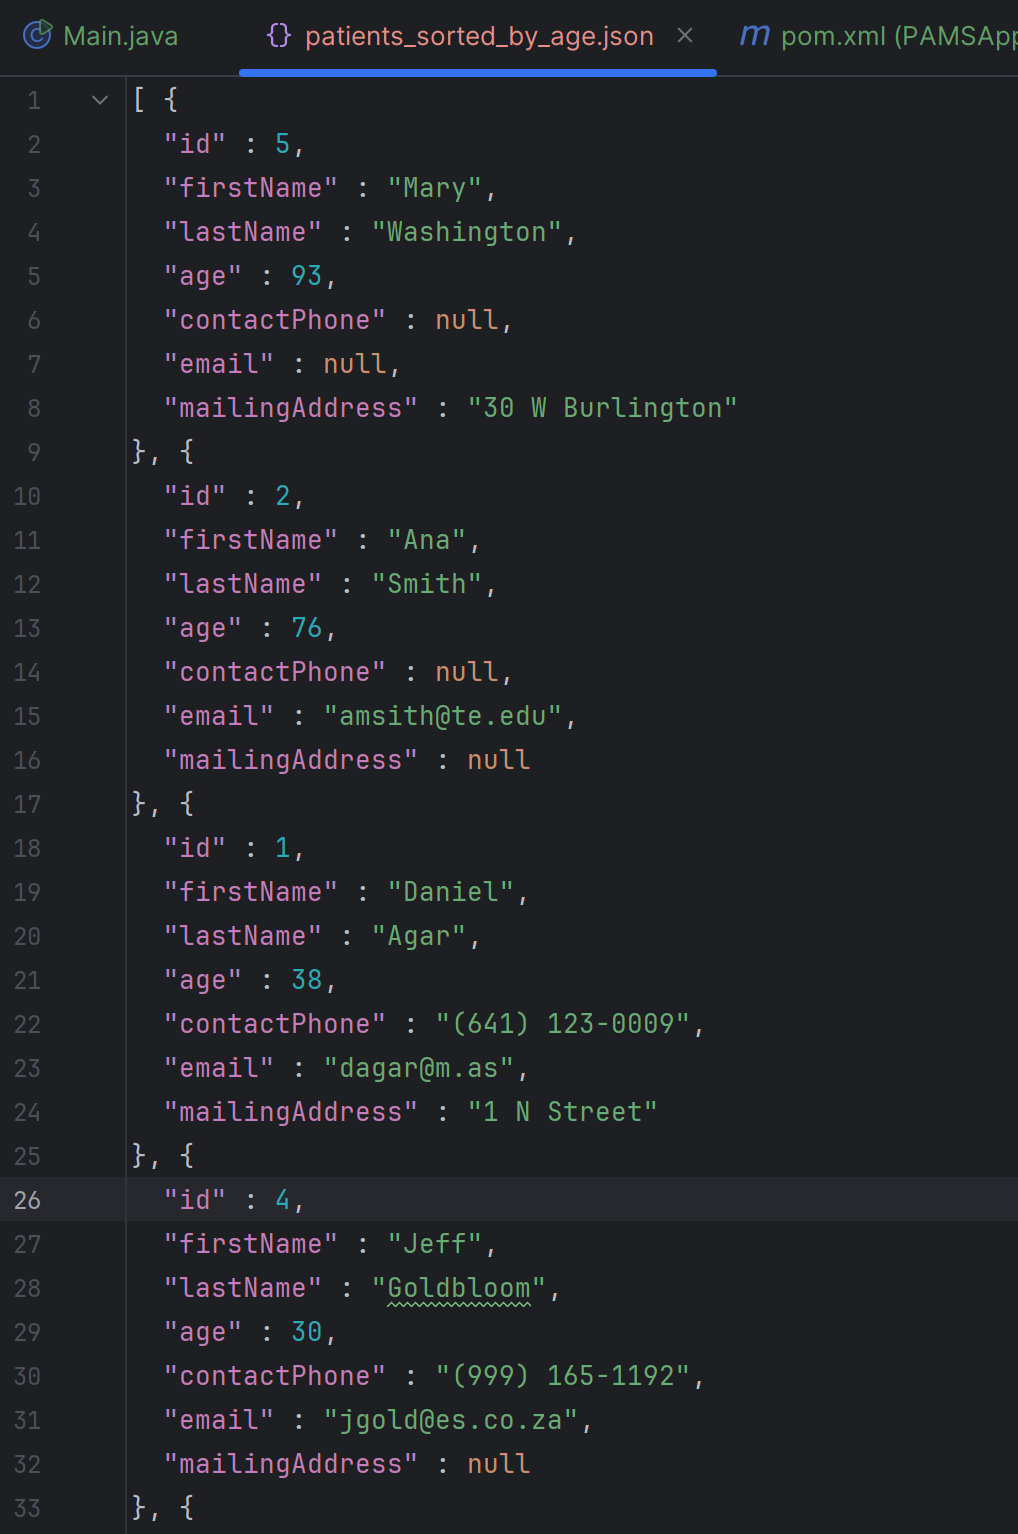 Main.java patients_sorted_by_age.json pom.xml (PAMSApp
1 [ {
2 "id" : 5,
3 "firstName" : "Mary",
4 "lastName" : "Washington",
5 "age" : 93,
6 "contactPhone" : null,
7 "email" : null,
8 "mailingAddress" : "30 W Burlington"
9 }, {
10 "id" : 2,
11 "firstName" : "Ana",
12 "lastName" : "Smith",
13 "age" : 76,
14 "contactPhone" : null,
15 "email" : "amsith@te.edu",
16 "mailingAddress" : null
17 }, {
18 "id" : 1,
19 "firstName" : "Daniel",
20 "lastName" : "Agar",
21 "age" : 38,
22 "contactPhone" : "(641) 123-0009",
23 "email" : "dagar@m.as",
24 "mailingAddress" : "1 N Street"
25 }, {
26 "id" : 4,
27 "firstName" : "Jeff",
28 "lastName" : "Goldbloom",
29 "age" : 30,
30 "contactPhone" : "(999) 165-1192",
31 "email" : "jgold@es.co.za",
32 "mailingAddress" : null
33 }, {